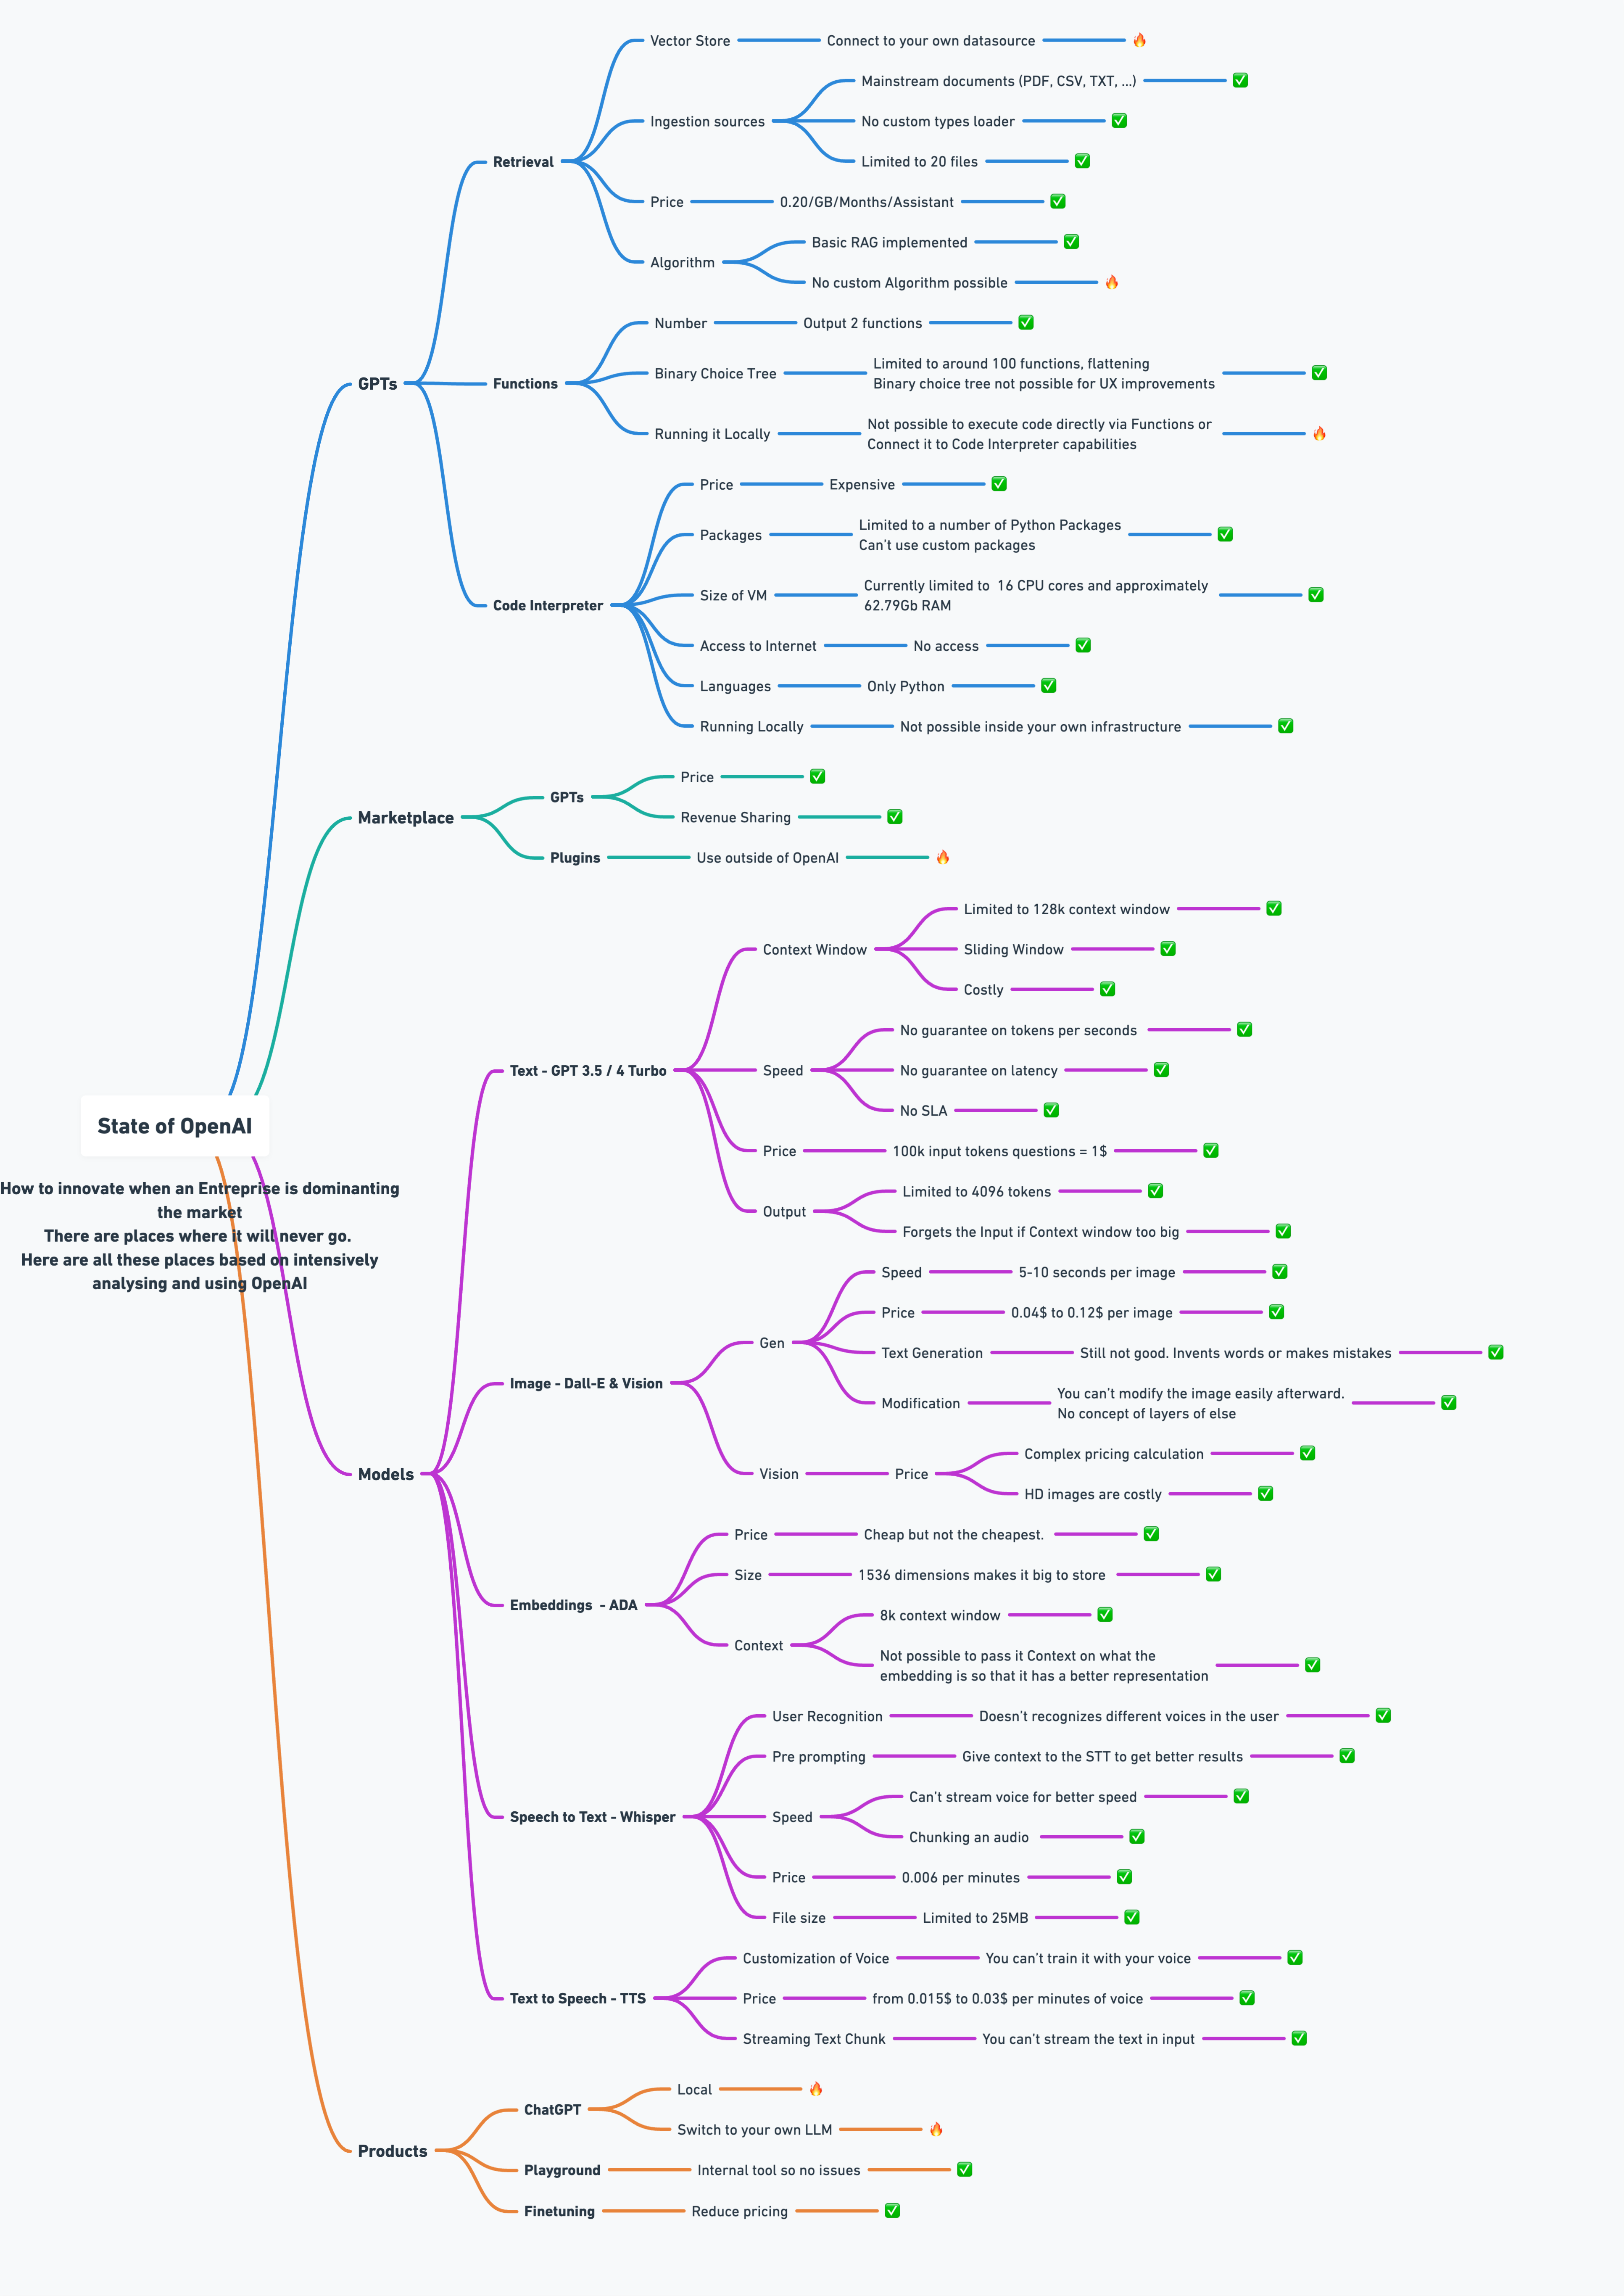 Vector Store
Connect to your own datasource
🔥
Mainstream documents (PDF, CSV, TXT, ...)
✅
Ingestion sources
No custom types loader
✅
Limited to 20 files
✅
Retrieval
Price
0.20/GB/Months/Assistant
✅
Algorithm
Basic RAG implemented
✅
No custom Algorithm possible
🔥
GPTs
Functions
Number
Output 2 functions
✅
Binary Choice Tree
Limited to around 100 functions, flattening
Binary choice tree not possible for UX improvements
✅
Running it Locally
Not possible to execute code directly via Functions or
Connect it to Code Interpreter capabilities
🔥
Code Interpreter
Price
Expensive
✅
Packages
Limited to a number of Python Packages
Can't use custom packages
✅
Size of VM
Currently limited to  16 CPU cores and approximately
62.79Gb RAM
✅
Access to Internet
No access
✅
Languages
Only Python
✅
Running Locally
Not possible inside your own infrastructure
✅
Marketplace
GPTs
Price
✅
Revenue Sharing
✅
Plugins
Use outside of OpenAI
🔥
State of OpenAI
How to innovate when an Entreprise is dominanting
the market
There are places where it will never go.
Here are all these places based on intensively
analysing and using OpenAI
Models
Text - GPT 3.5 / 4 Turbo
Context Window
Limited to 128k context window
✅
Sliding Window
✅
Costly
✅
Speed
No guarantee on tokens per seconds
✅
No guarantee on latency
✅
No SLA
✅
Price
100k input tokens questions = 1$
✅
Output
Limited to 4096 tokens
✅
Forgets the Input if Context window too big
✅
Image - Dall-E & Vision
Gen
Speed
5-10 seconds per image
✅
Price
0.04$ to 0.12$ per image
✅
Text Generation
Still not good. Invents words or makes mistakes
✅
Modification
You can't modify the image easily afterward.
No concept of layers of else
✅
Vision
Price
Complex pricing calculation
✅
HD images are costly
✅
Embeddings  - ADA
Price
Cheap but not the cheapest.
✅
Size
1536 dimensions makes it big to store
✅
Context
8k context window
✅
Not possible to pass it Context on what the
embedding is so that it has a better representation
✅
Speech to Text - Whisper
User Recognition
Doesn't recognizes different voices in the user
✅
Pre prompting
Give context to the STT to get better results
✅
Speed
Can't stream voice for better speed
✅
Chunking an audio
✅
Price
0.006 per minutes
✅
File size
Limited to 25MB
✅
Text to Speech - TTS
Customization of Voice
You can't train it with your voice
✅
Price
from 0.015$ to 0.03$ per minutes of voice
✅
Streaming Text Chunk
You can't stream the text in input
✅
Products
ChatGPT
Local
🔥
Switch to your own LLM
🔥
Playground
Internal tool so no issues
✅
Finetuning
Reduce pricing
✅